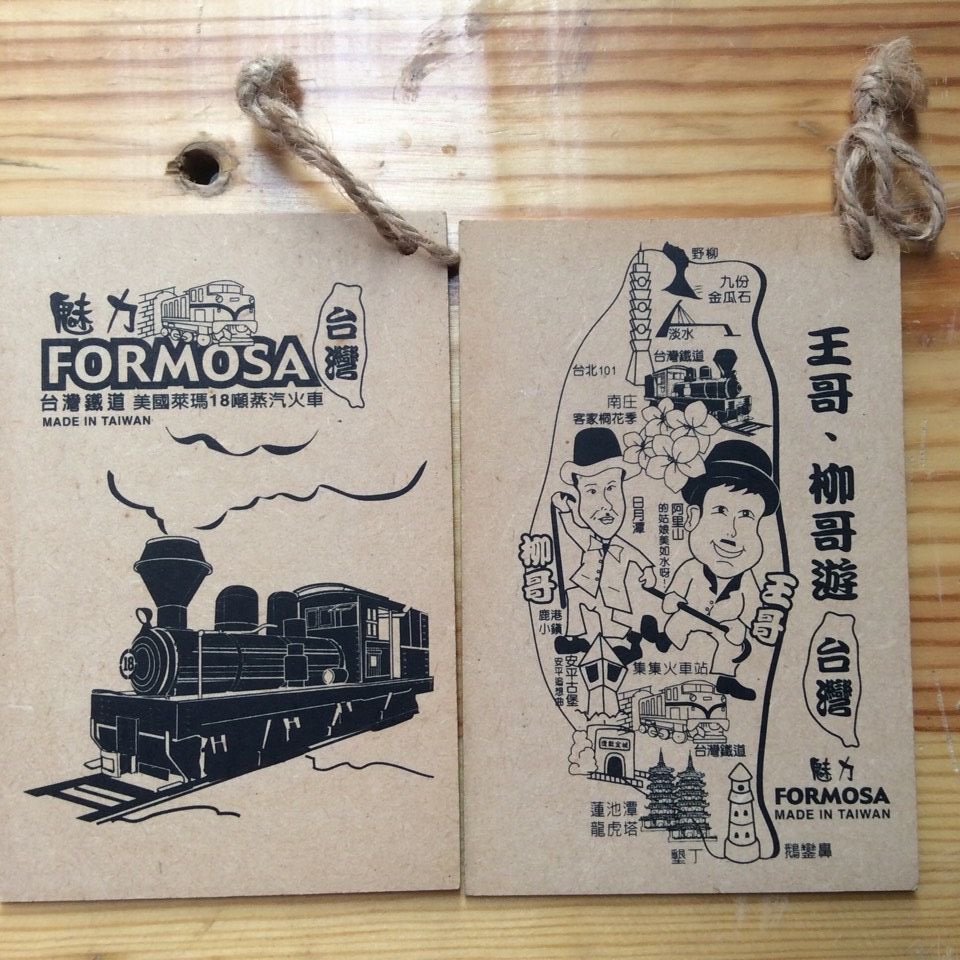 魅力
FORMOSA
台灣
台灣鐵道 美國萊瑪18噸蒸汽火車
MADE IN TAIWAN
18
野柳
九份
金瓜石
淡水
台北101
台灣鐵道
南庄
客家桐花季
日月潭
阿里山
的姑娘美如水呀!
柳哥
王哥
鹿港
小鎮
安平古堡
安平追想曲
集集火車站
台灣鐵道
蓮池潭
龍虎塔
墾丁
鵝鑾鼻
王哥、柳哥遊
台灣
魅力
FORMOSA
MADE IN TAIWAN